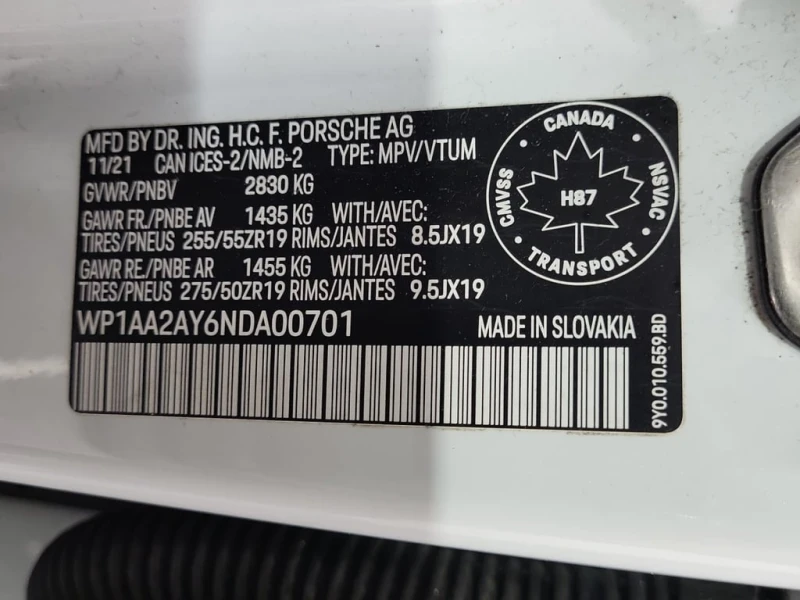 MFD BY DR. ING. H.C. F. PORSCHE AG
11/21 CAN ICES-2/NMB-2 TYPE: MPV/VTUM
GVWR/PNBV 2830 KG
GAWR FR./PNBE AV 1435 KG WITH/AVEC:
TIRES/PNEUS 255/55ZR19 RIMS/JANTES 8.5JX19
GAWR RE./PNBE AR 1455 KG WITH/AVEC:
TIRES/PNEUS 275/50ZR19 RIMS/JANTES 9.5JX19
WP1AA2AY6NDA00701 MADE IN SLOVAKIA
CANADA
CMVSS
NSVAC
H87
TRANSPORT
9Y0.010.559.BD